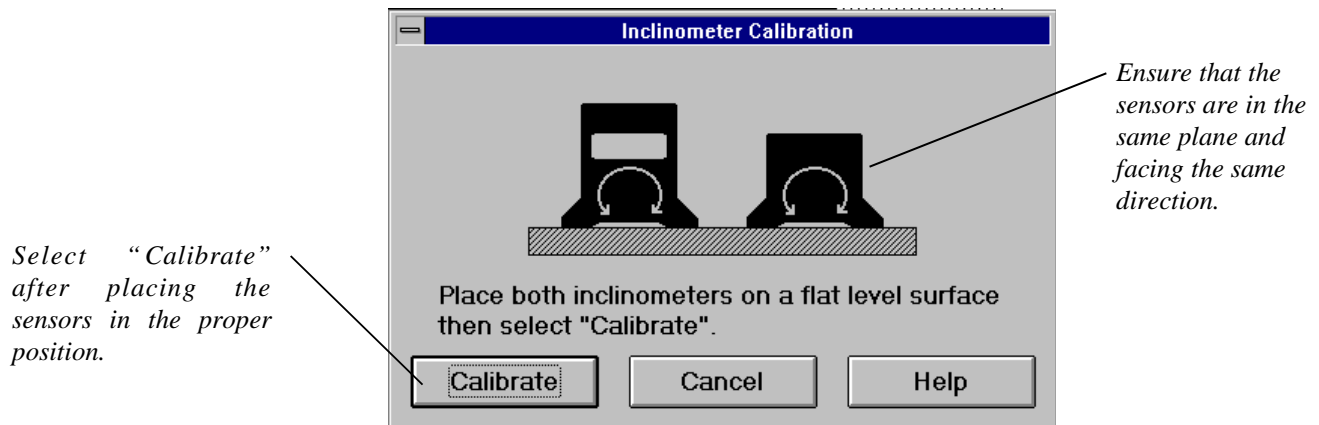 Inclinometer Calibration
Ensure that the
sensors are in the
same plane and
facing the same
direction.
Select "Calibrate"
after placing the
sensors in the proper
position.
Place both inclinometers on a flat level surface
then select "Calibrate".
Calibrate
Cancel
Help